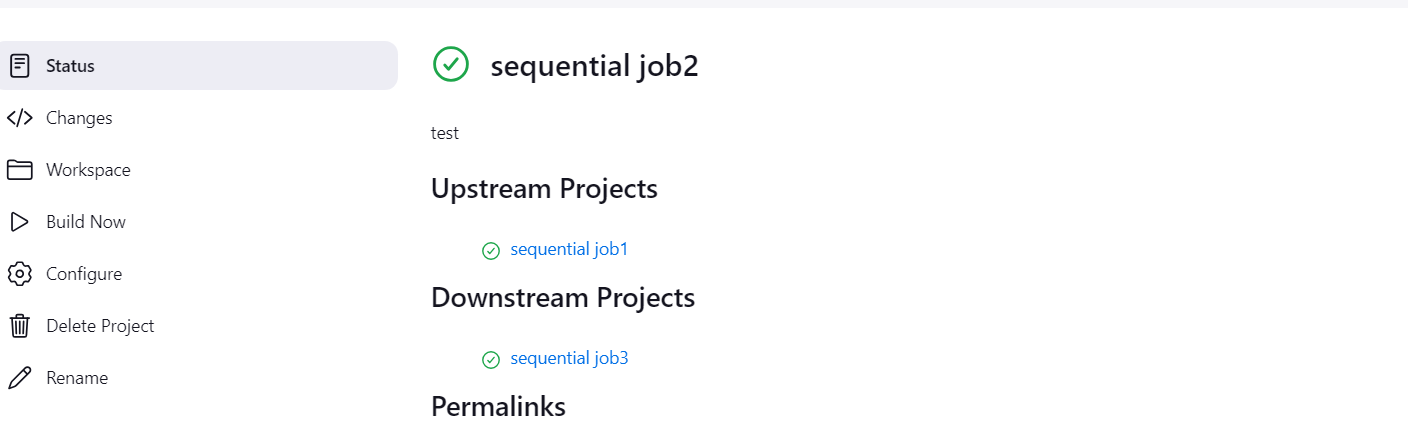 Status
Changes
Workspace
Build Now
Configure
Delete Project
Rename
sequential job2
test
Upstream Projects
sequential job1
Downstream Projects
sequential job3
Permalinks